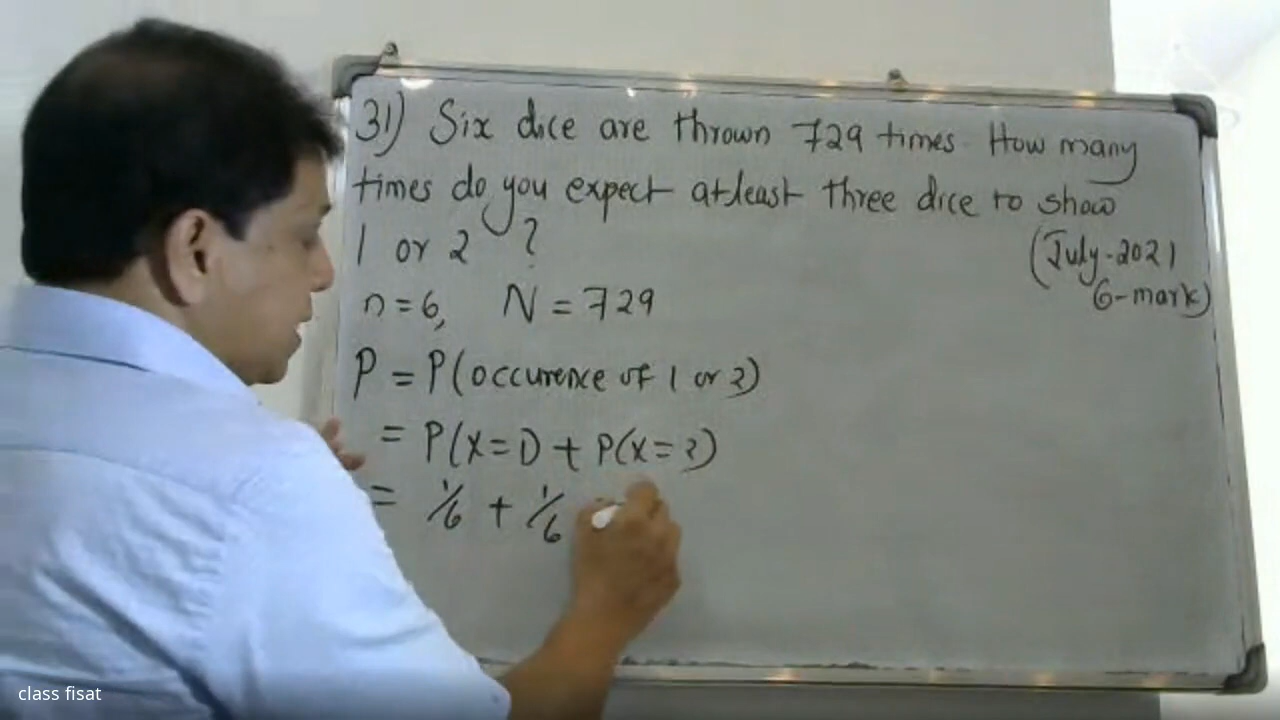 31) Six dice are thrown 729 times. How many
times do you expect atleast three dice to show
1 or 2 ?
(July-2021
6-mark)
n = 6, N = 729
P = P(occurence of 1 or 2)
= P(X=1) + P(X=2)
= 1/6 + 1/6
class fisat